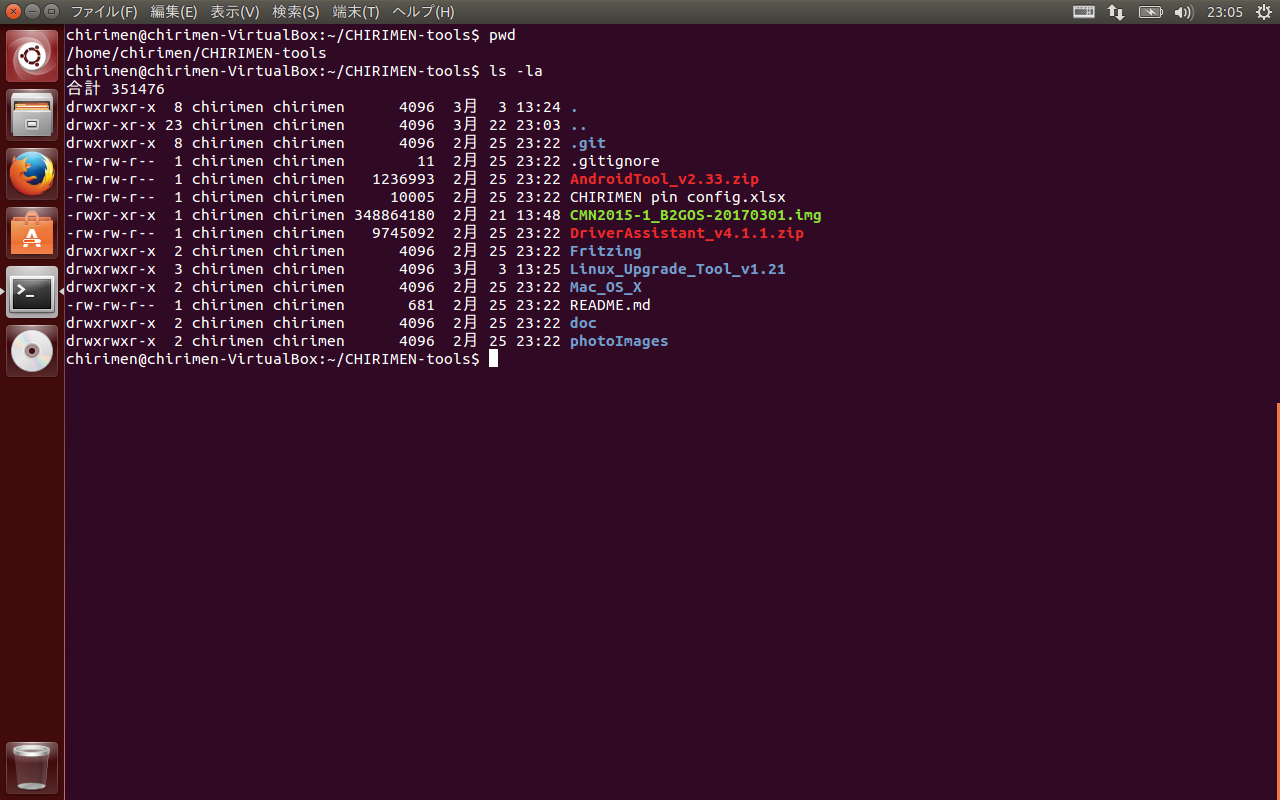 ファイル(F) 編集(E) 表示(V) 検索(S) 端末(T) ヘルプ(H) 23:05
chirimen@chirimen-VirtualBox:~/CHIRIMEN-tools$ pwd
/home/chirimen/CHIRIMEN-tools
chirimen@chirimen-VirtualBox:~/CHIRIMEN-tools$ ls -la
合計 351476
drwxrwxr-x  8 chirimen chirimen      4096  3月  3 13:24 .
drwxr-xr-x 23 chirimen chirimen      4096  3月 22 23:03 ..
drwxrwxr-x  8 chirimen chirimen      4096  2月 25 23:22 .git
-rw-rw-r--  1 chirimen chirimen        11  2月 25 23:22 .gitignore
-rw-rw-r--  1 chirimen chirimen   1236993  2月 25 23:22 AndroidTool_v2.33.zip
-rw-rw-r--  1 chirimen chirimen     10005  2月 25 23:22 CHIRIMEN pin config.xlsx
-rwxr-xr-x  1 chirimen chirimen 348864180  2月 21 13:48 CMN2015-1_B2GOS-20170301.img
-rw-rw-r--  1 chirimen chirimen   9745092  2月 25 23:22 DriverAssistant_v4.1.1.zip
drwxrwxr-x  2 chirimen chirimen      4096  2月 25 23:22 Fritzing
drwxrwxr-x  3 chirimen chirimen      4096  3月  3 13:25 Linux_Upgrade_Tool_v1.21
drwxrwxr-x  2 chirimen chirimen      4096  2月 25 23:22 Mac_OS_X
-rw-rw-r--  1 chirimen chirimen       681  2月 25 23:22 README.md
drwxrwxr-x  2 chirimen chirimen      4096  2月 25 23:22 doc
drwxrwxr-x  2 chirimen chirimen      4096  2月 25 23:22 photoImages
chirimen@chirimen-VirtualBox:~/CHIRIMEN-tools$